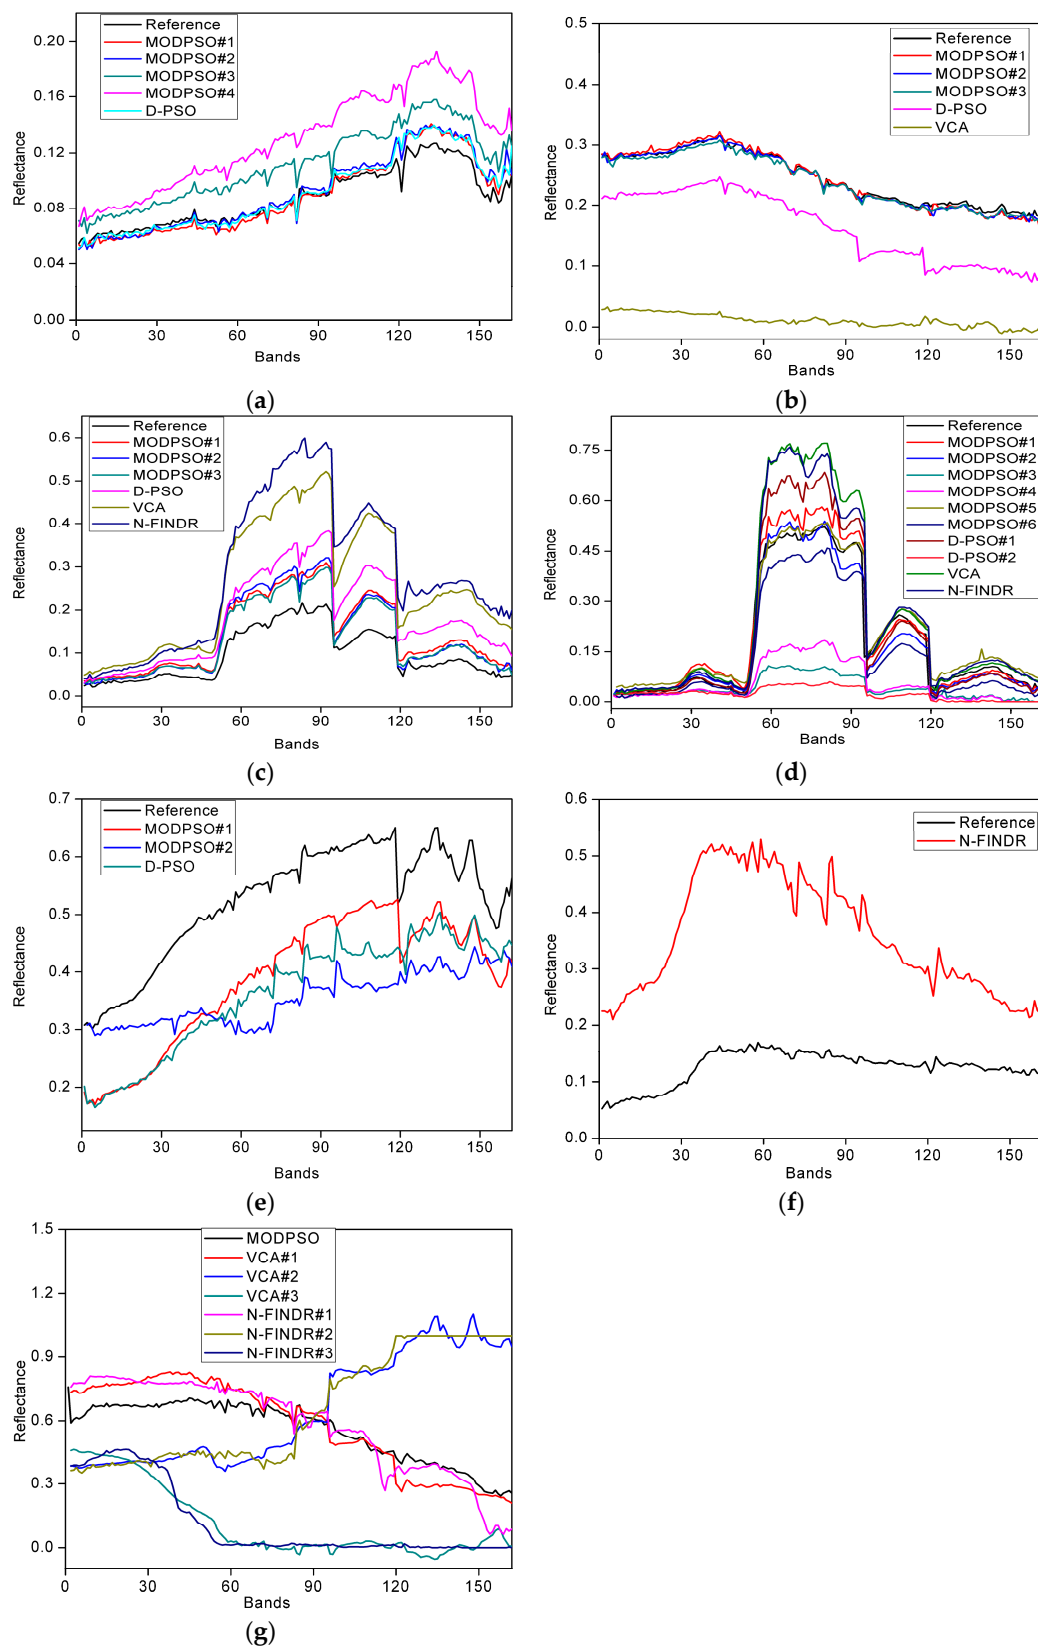 Reference
MODPSO#1
MODPSO#2
MODPSO#3
MODPSO#4
D-PSO
0.20
0.16
0.12
0.08
0.04
0.00
Reflectance
0
30
60
90
120
150
Bands
(a)
Reference
MODPSO#1
MODPSO#2
MODPSO#3
D-PSO
VCA
0.5
0.4
0.3
0.2
0.1
0.0
Reflectance
0
30
60
90
120
150
Bands
(b)
Reference
MODPSO#1
MODPSO#2
MODPSO#3
D-PSO
VCA
N-FINDR
0.6
0.5
0.4
0.3
0.2
0.1
0.0
Reflectance
0
30
60
90
120
150
Bands
(c)
Reference
MODPSO#1
MODPSO#2
MODPSO#3
MODPSO#4
MODPSO#5
MODPSO#6
D-PSO#1
D-PSO#2
VCA
N-FINDR
0.75
0.60
0.45
0.30
0.15
0.00
Reflectance
0
30
60
90
120
150
Bands
(d)
Reference
MODPSO#1
MODPSO#2
D-PSO
0.7
0.6
0.5
0.4
0.3
0.2
Reflectance
0
30
60
90
120
150
Bands
(e)
Reference
N-FINDR
0.6
0.5
0.4
0.3
0.2
0.1
0.0
Reflectance
0
30
60
90
120
150
Bands
(f)
MODPSO
VCA#1
VCA#2
VCA#3
N-FINDR#1
N-FINDR#2
N-FINDR#3
1.5
1.2
0.9
0.6
0.3
0.0
Reflectance
0
30
60
90
120
150
Bands
(g)